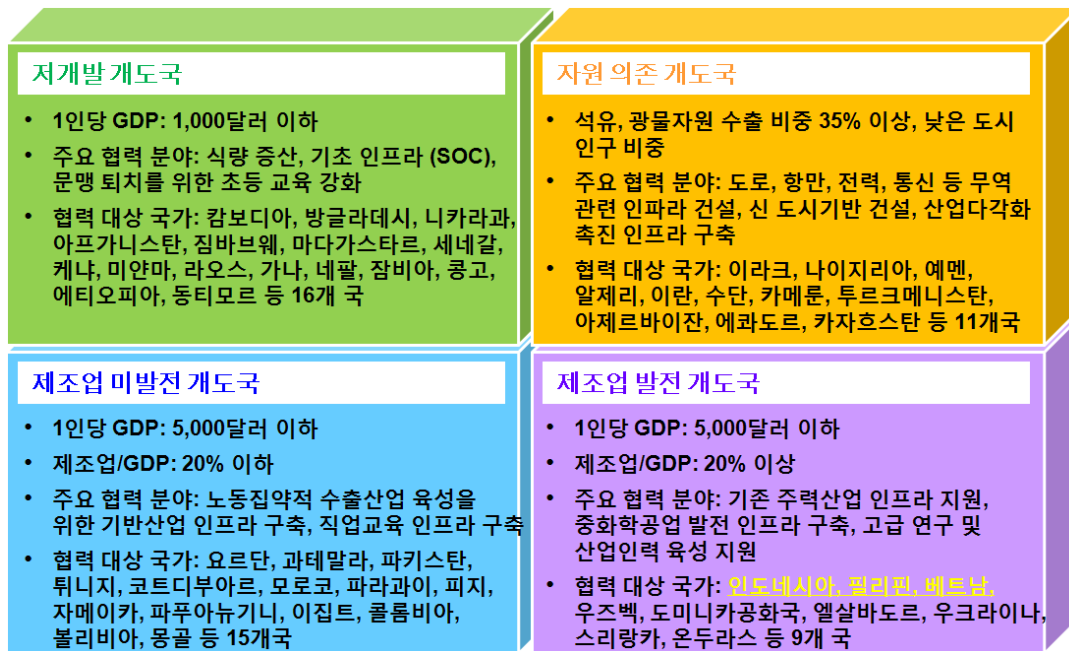 저개발 개도국
• 1인당 GDP: 1,000달러 이하
• 주요 협력 분야: 식량 증산, 기초 인프라 (SOC),
문맹 퇴치를 위한 초등 교육 강화
• 협력 대상 국가: 캄보디아, 방글라데시, 니카라과,
아프가니스탄, 짐바브웨, 마다가스타르, 세네갈,
케냐, 미얀마, 라오스, 가나, 네팔, 잠비아, 콩고,
에티오피아, 동티모르 등 16개 국
자원 의존 개도국
• 석유, 광물자원 수출 비중 35% 이상, 낮은 도시
인구 비중
• 주요 협력 분야: 도로, 항만, 전력, 통신 등 무역
관련 인파라 건설, 신 도시기반 건설, 산업다각화
촉진 인프라 구축
• 협력 대상 국가: 이라크, 나이지리아, 예멘,
알제리, 이란, 수단, 카메룬, 투르크메니스탄,
아제르바이잔, 에콰도르, 카자흐스탄 등 11개국
제조업 미발전 개도국
• 1인당 GDP: 5,000달러 이하
• 제조업/GDP: 20% 이하
• 주요 협력 분야: 노동집약적 수출산업 육성을
위한 기반산업 인프라 구축, 직업교육 인프라 구축
• 협력 대상 국가: 요르단, 과테말라, 파키스탄,
튀니지, 코트디부아르, 모로코, 파라과이, 피지,
자메이카, 파푸아뉴기니, 이집트, 콜롬비아,
볼리비아, 몽골 등 15개국
제조업 발전 개도국
• 1인당 GDP: 5,000달러 이하
• 제조업/GDP: 20% 이상
• 주요 협력 분야: 기존 주력산업 인프라 지원,
중화학공업 발전 인프라 구축, 고급 연구 및
산업인력 육성 지원
• 협력 대상 국가: 인도네시아, 필리핀, 베트남,
우즈벡, 도미니카공화국, 엘살바도르, 우크라이나,
스리랑카, 온두라스 등 9개 국